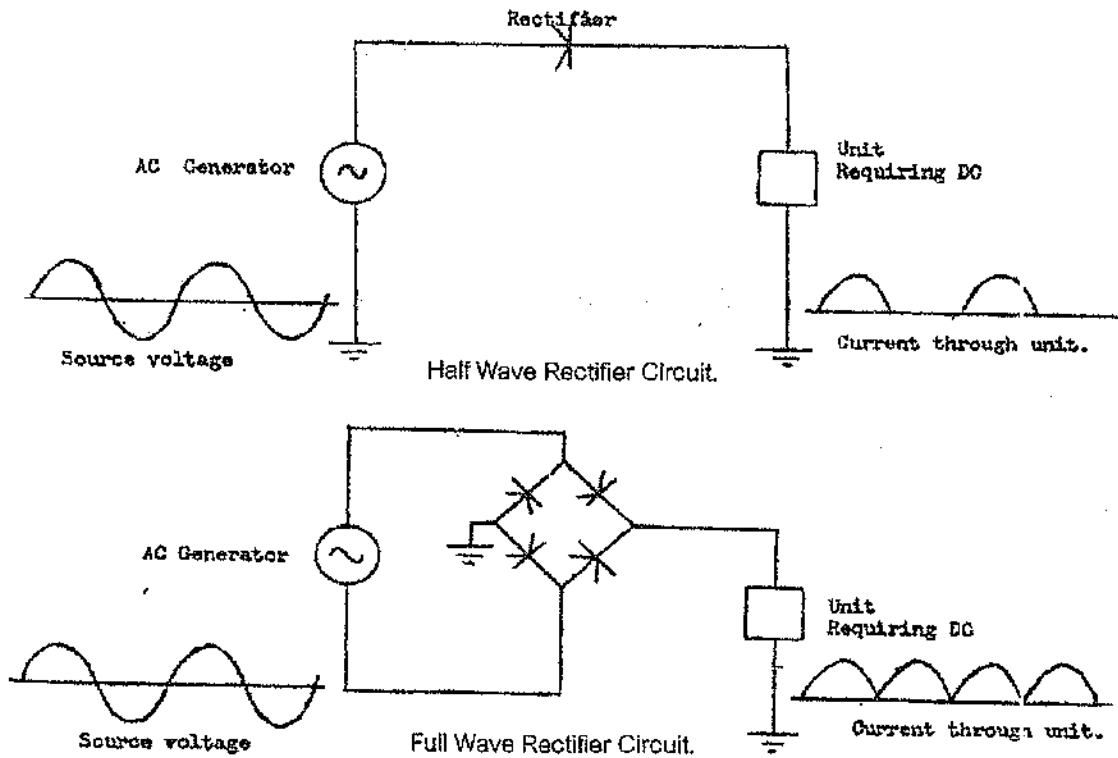 Rectifåer
AC Generator
Unit
Requiring DC
Source voltage
Current through unit.
Half Wave Rectifier Circuit.
AC Generator
Unit
Requiring DC
Source voltage
Current through unit.
Full Wave Rectifier Circuit.